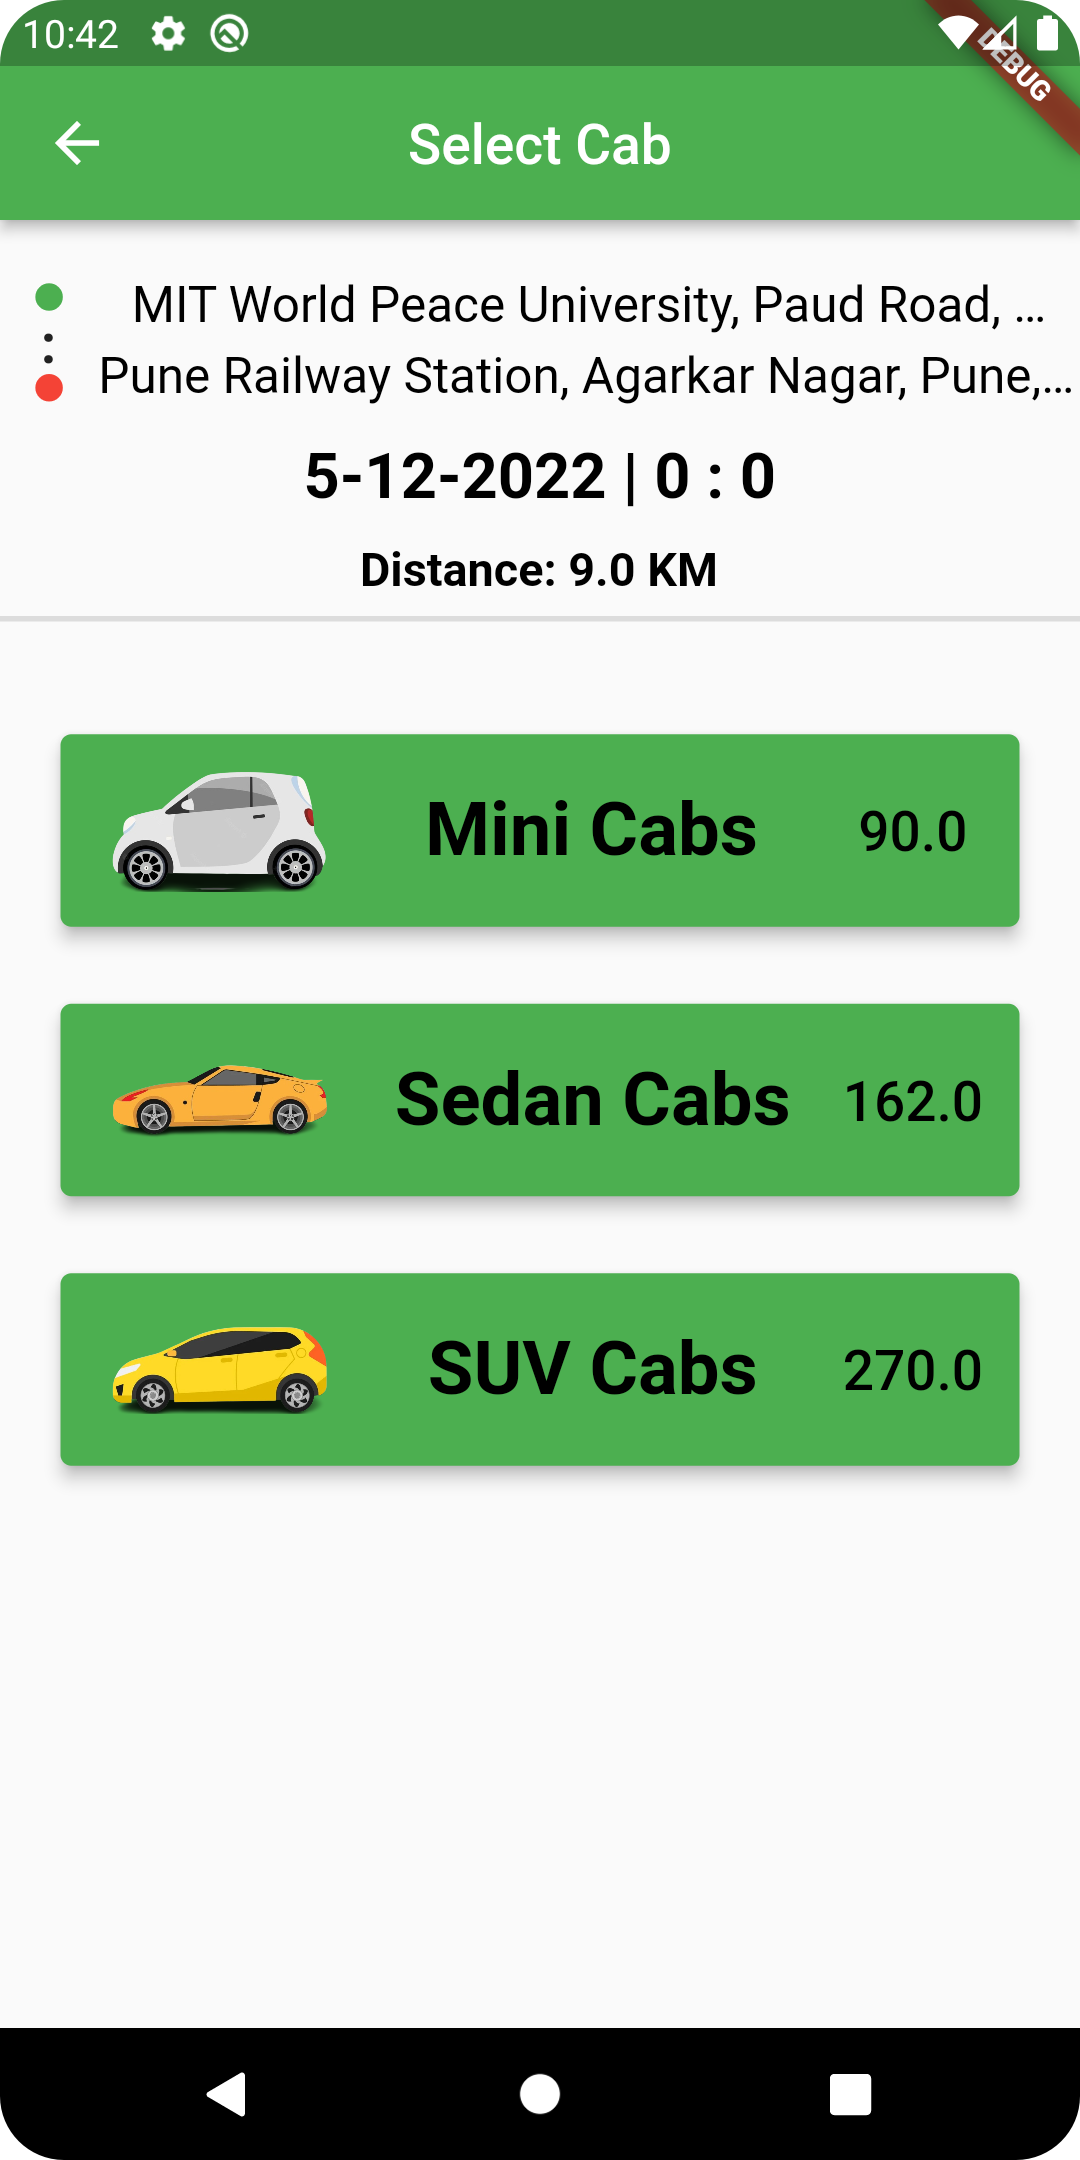 10:42
DEBUG
Select Cab
MIT World Peace University, Paud Road, …
Pune Railway Station, Agarkar Nagar, Pune,…
5-12-2022 | 0 : 0
Distance: 9.0 KM
Mini Cabs 90.0
Sedan Cabs 162.0
SUV Cabs 270.0